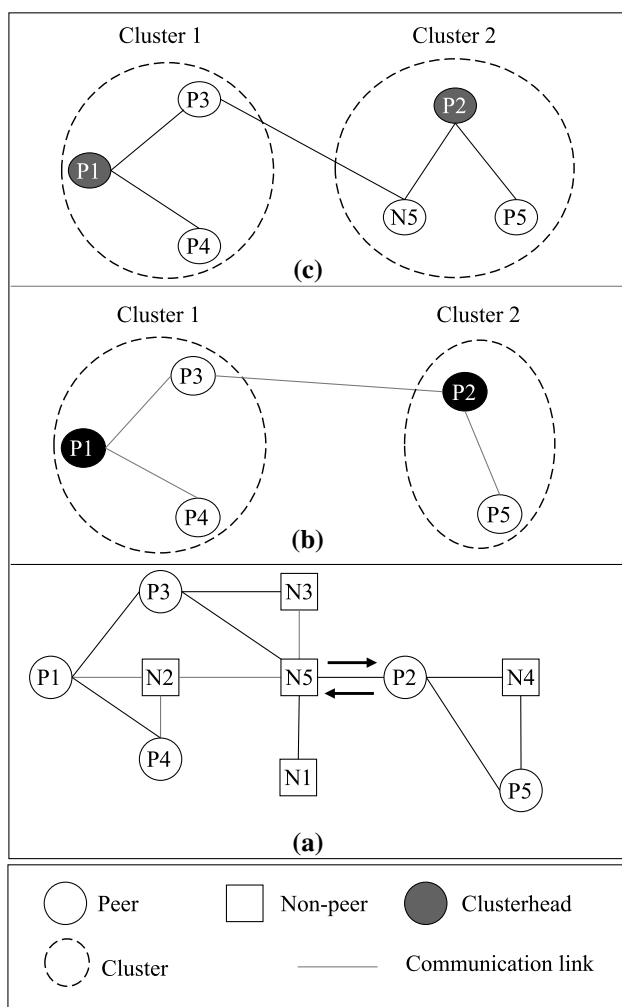 Cluster 1
Cluster 2
P3
P2
P1
N5
P5
P4
(c)
Cluster 1
Cluster 2
P3
P2
P1
P4
P5
(b)
P3
N3
P1
N2
N5
P2
N4
P4
N1
P5
(a)
Peer
Non-peer
Clusterhead
Cluster
Communication link